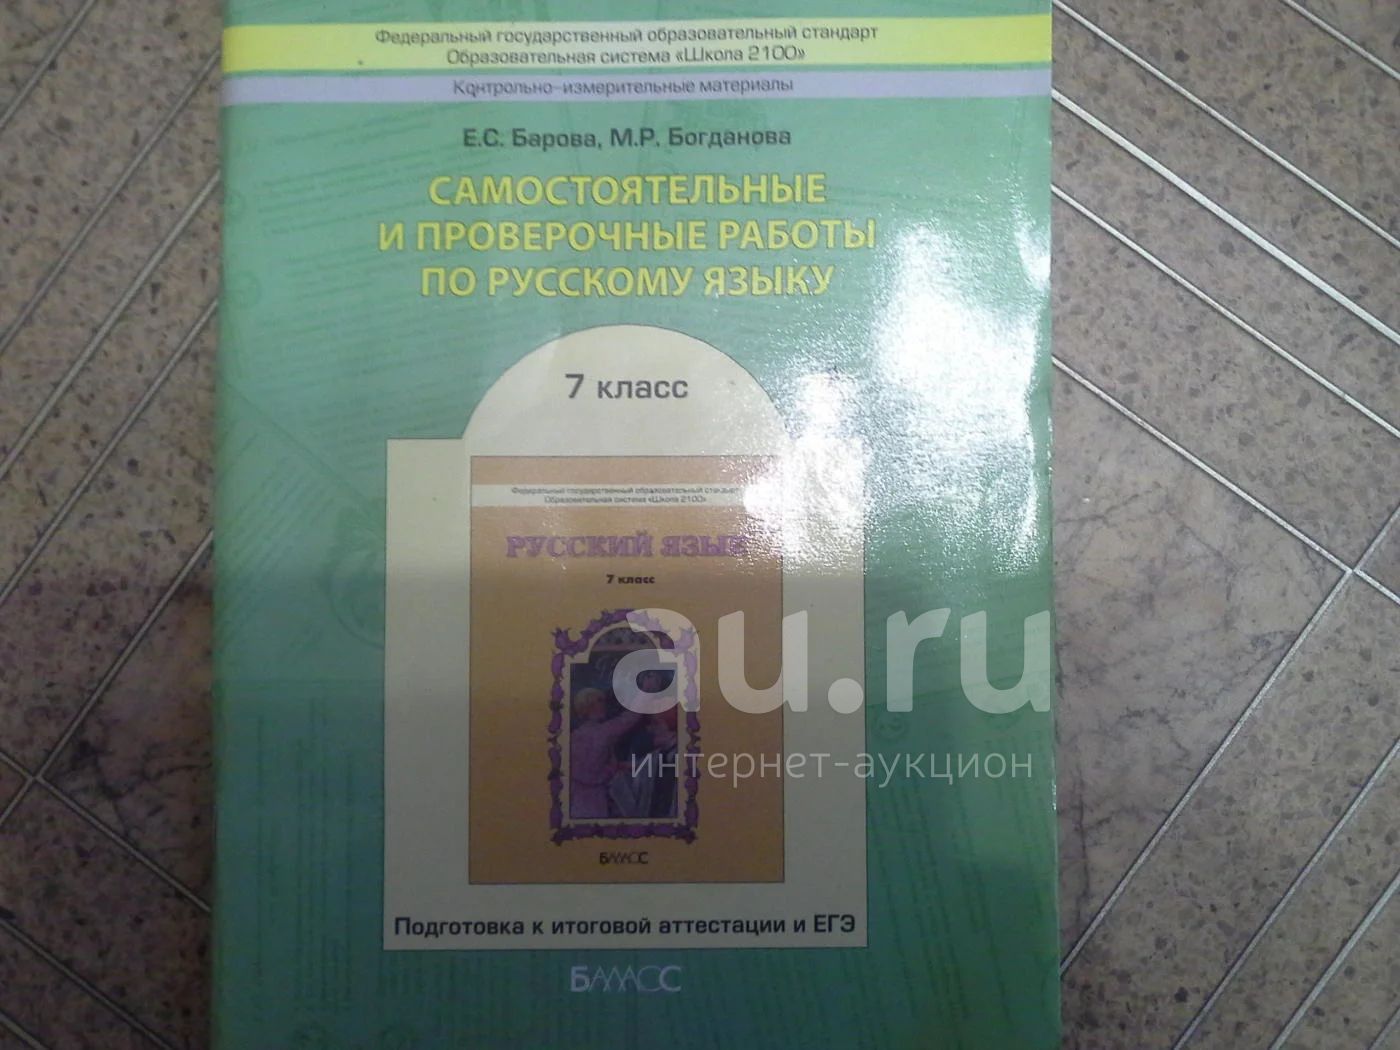 Федеральный государственный образовательный стандарт
Образовательная система «Школа 2100»
Контрольно-измерительные материалы
Е.С. Барова, М.Р. Богданова
САМОСТОЯТЕЛЬНЫЕ
И ПРОВЕРОЧНЫЕ РАБОТЫ
ПО РУССКОМУ ЯЗЫКУ
7 класс
Федеральный государственный образовательный
Образовательная система «Школа 2100»
РУССКИЙ ЯЗЫК
7 класс
au.ru
интернет-аукцион
БАЛАСС
Подготовка к итоговой аттестации и ЕГЭ
БАЛАСС